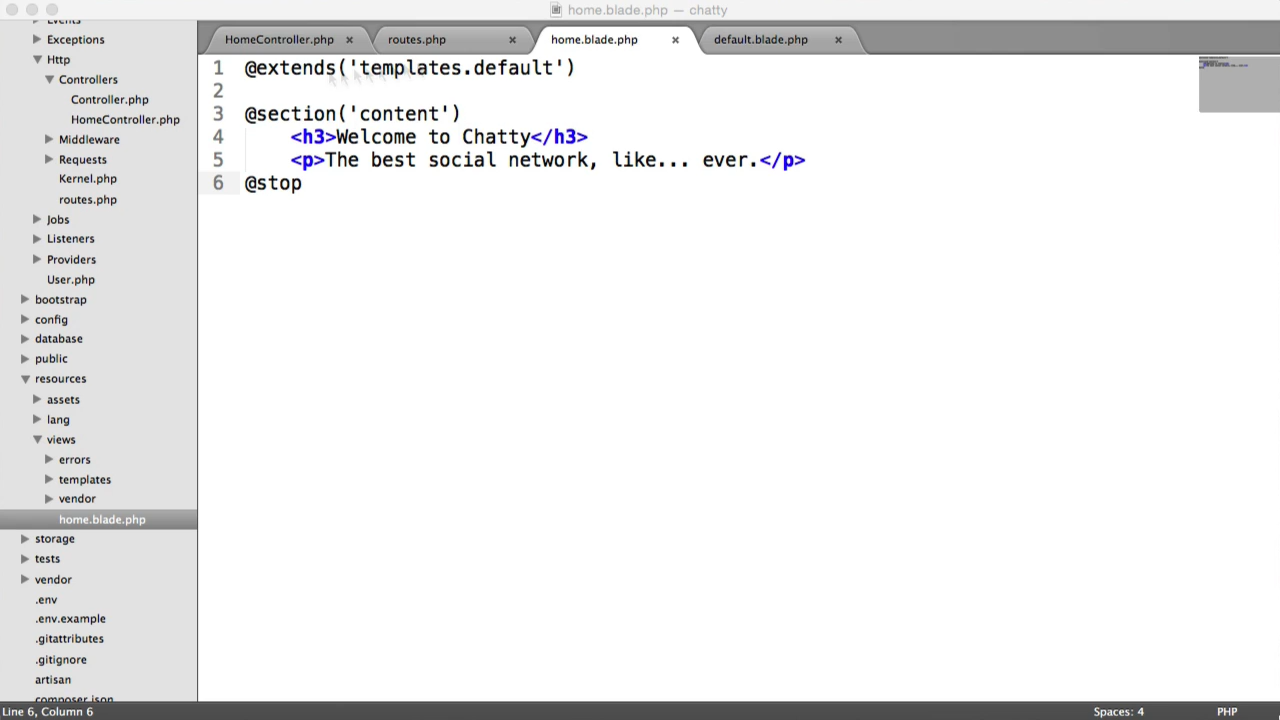 home.blade.php — chatty
HomeController.php × routes.php × home.blade.php × default.blade.php ×
Events
Exceptions
Http
Controllers
Controller.php
HomeController.php
Middleware
Requests
Kernel.php
routes.php
Jobs
Listeners
Providers
User.php
bootstrap
config
database
public
resources
assets
lang
views
errors
templates
vendor
home.blade.php
storage
tests
vendor
.env
.env.example
.gitattributes
.gitignore
artisan
composer.json
1 @extends('templates.default')
2
3 @section('content')
4 <h3>Welcome to Chatty</h3>
5 <p>The best social network, like... ever.</p>
6 @stop
Line 6, Column 6
Spaces: 4
PHP